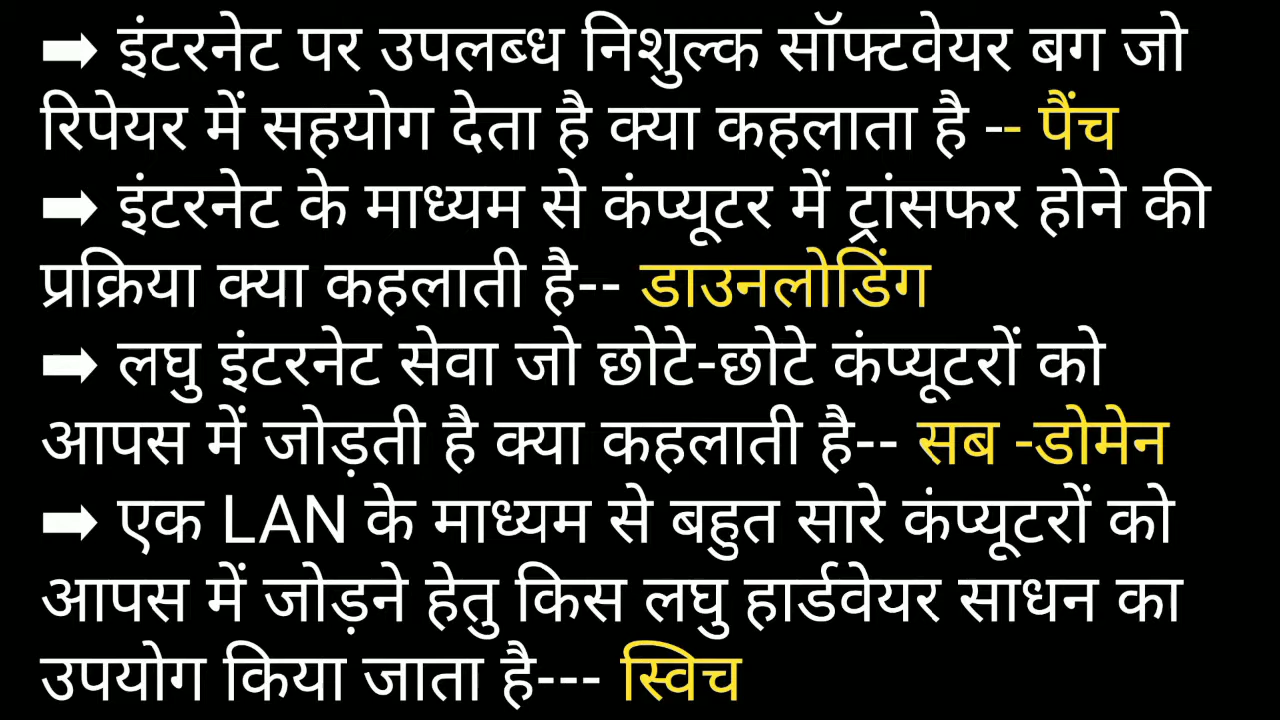 ➡ इंटरनेट पर उपलब्ध निशुल्क सॉफ्टवेयर बग जो
रिपेयर में सहयोग देता है क्या कहलाता है -- पैंच
➡ इंटरनेट के माध्यम से कंप्यूटर में ट्रांसफर होने की
प्रक्रिया क्या कहलाती है-- डाउनलोडिंग
➡ लघु इंटरनेट सेवा जो छोटे-छोटे कंप्यूटरों को
आपस में जोड़ती है क्या कहलाती है-- सब -डोमेन
➡ एक LAN के माध्यम से बहुत सारे कंप्यूटरों को
आपस में जोड़ने हेतु किस लघु हार्डवेयर साधन का
उपयोग किया जाता है--- स्विच